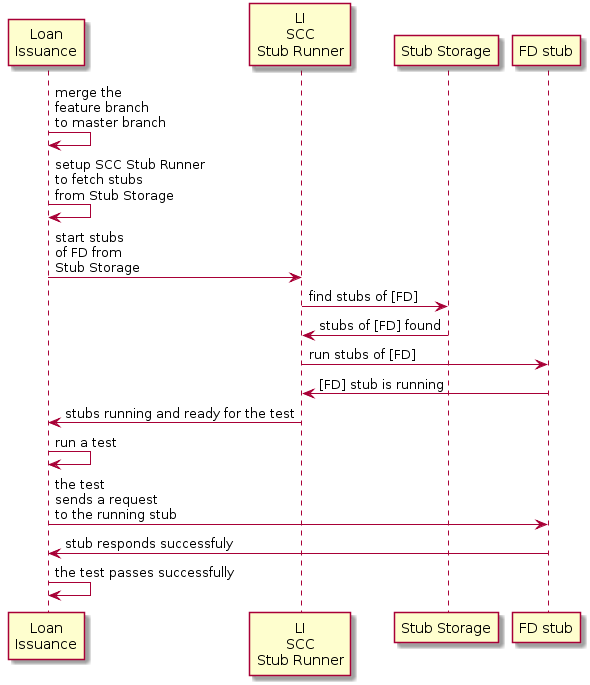 Loan
Issuance
LI
SCC
Stub Runner
Stub Storage
FD stub
merge the
feature branch
to master branch
setup SCC Stub Runner
to fetch stubs
from Stub Storage
start stubs
of FD from
Stub Storage
find stubs of [FD]
stubs of [FD] found
run stubs of [FD]
[FD] stub is running
stubs running and ready for the test
run a test
the test
sends a request
to the running stub
stub responds successfuly
the test passes successfully
Loan
Issuance
LI
SCC
Stub Runner
Stub Storage
FD stub